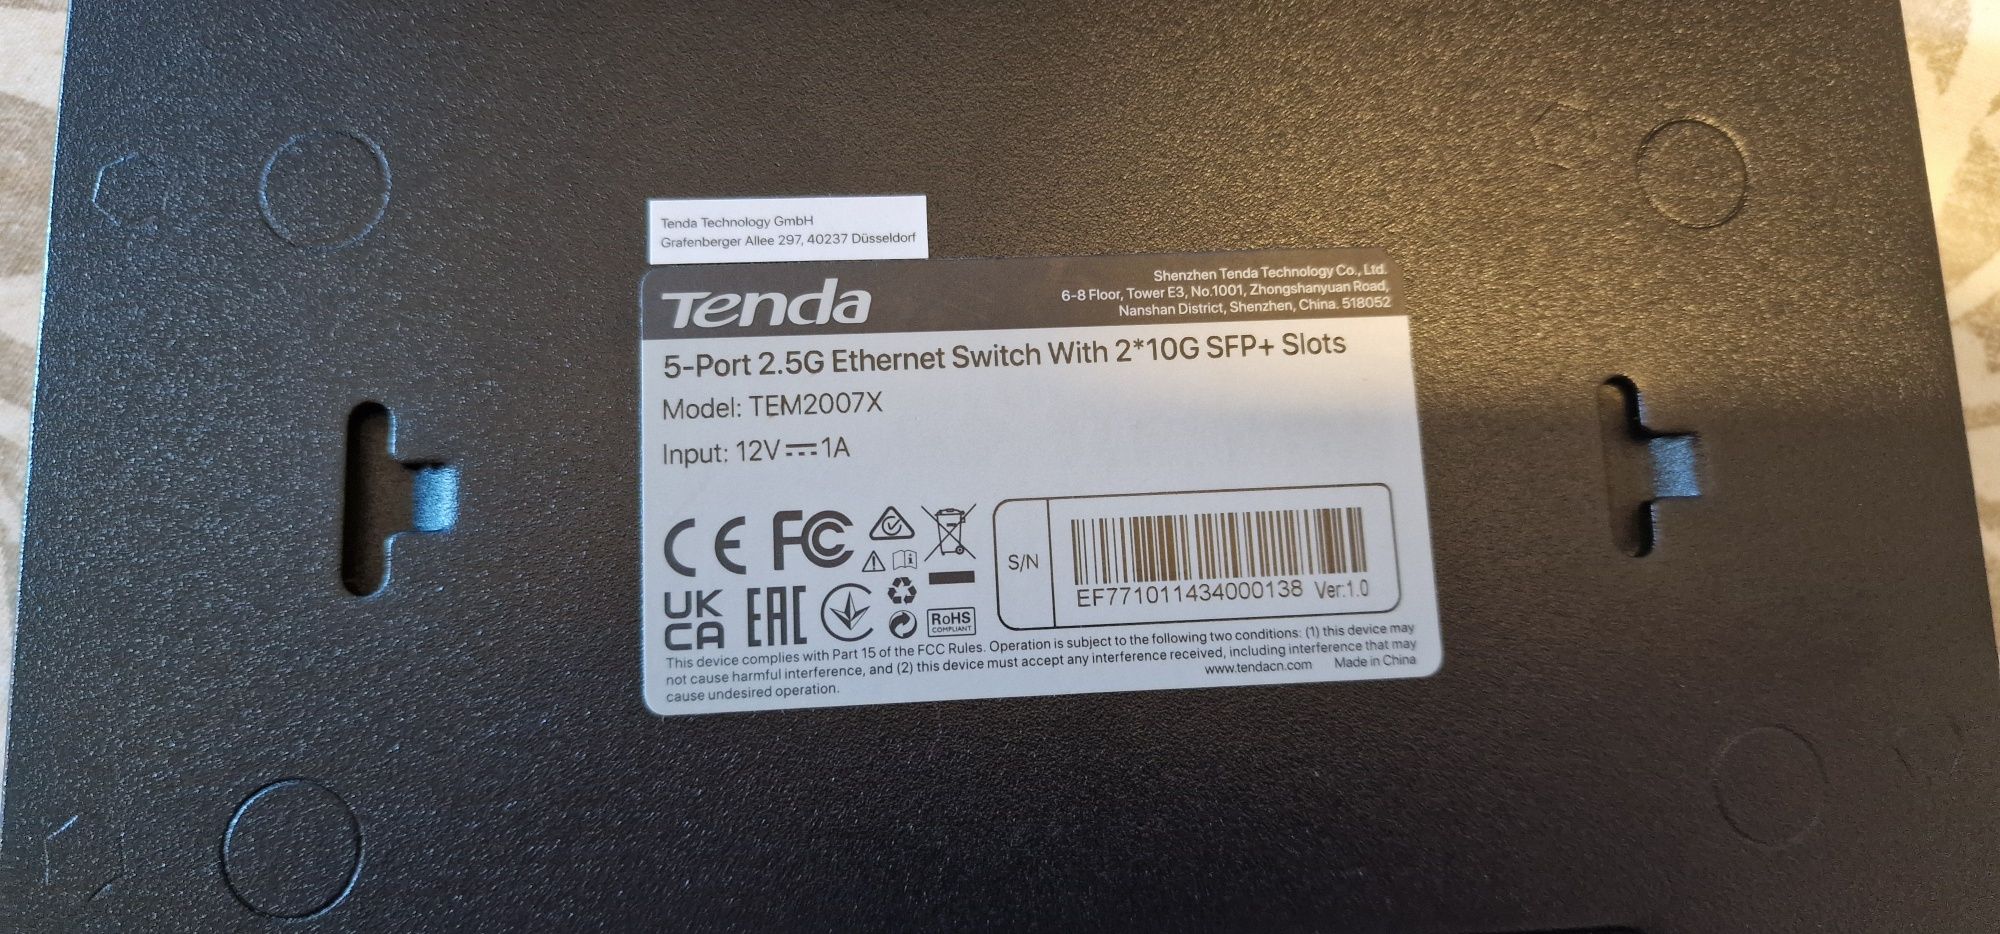 Tenda Technology GmbH
Grafenberger Allee 297, 40237 Düsseldorf
Tenda
Shenzhen Tenda Technology Co., Ltd.
6-8 Floor, Tower E3, No.1001, Zhongshanyuan Road,
Nanshan District, Shenzhen, China. 518052
5-Port 2.5G Ethernet Switch With 2*10G SFP+ Slots
Model: TEM2007X
Input: 12V⎓1A
CE FC
UK
CA
EAC
RoHS
COMPLIANT
S/N
EF771011434000138 Ver:1.0
This device complies with Part 15 of the FCC Rules. Operation is subject to the following two conditions: (1) this device may
not cause harmful interference, and (2) this device must accept any interference received, including interference that may
cause undesired operation.
www.tendacn.com Made in China